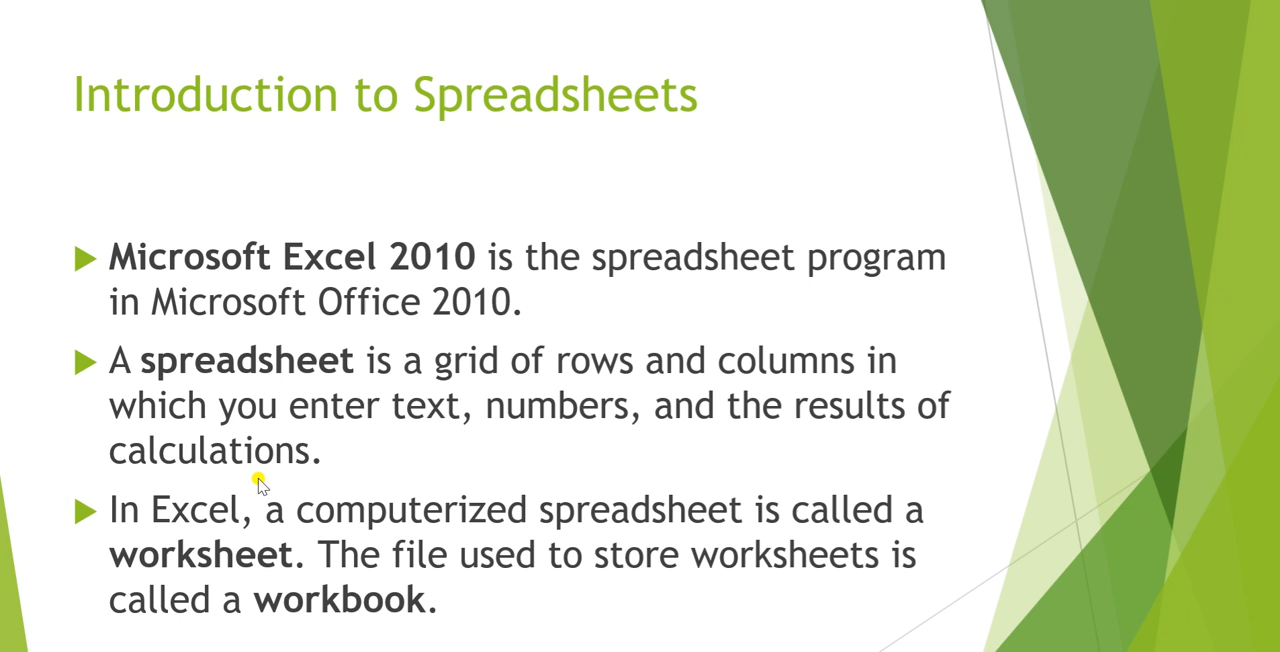 Introduction to Spreadsheets
Microsoft Excel 2010 is the spreadsheet program
in Microsoft Office 2010.
A spreadsheet is a grid of rows and columns in
which you enter text, numbers, and the results of
calculations.
In Excel, a computerized spreadsheet is called a
worksheet. The file used to store worksheets is
called a workbook.